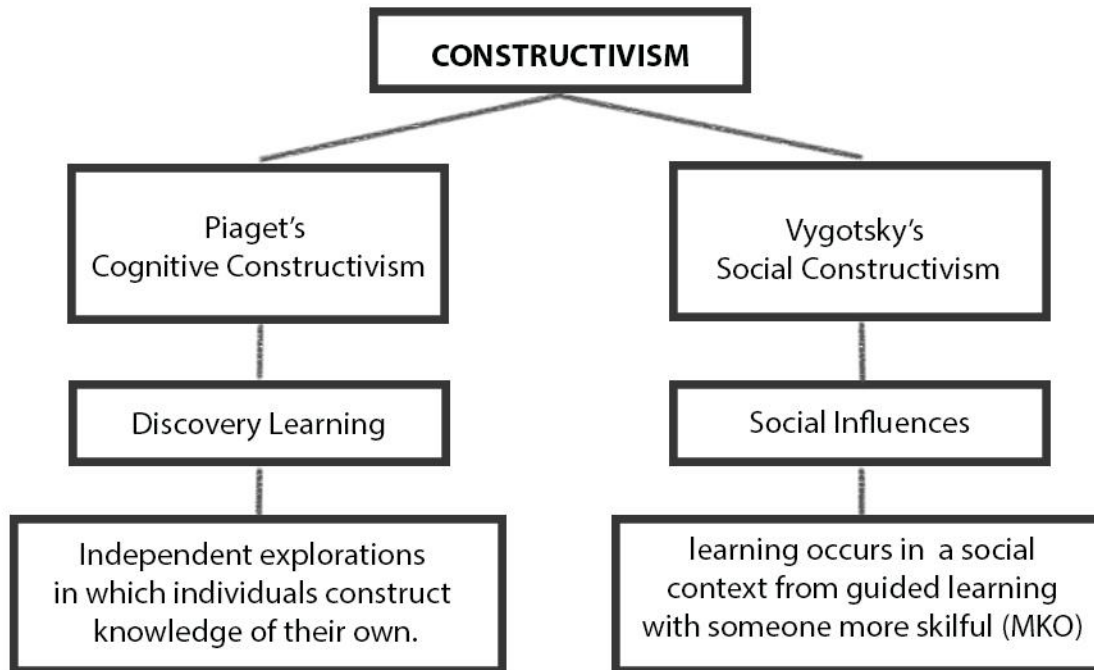 CONSTRUCTIVISM
Piaget’s
Cognitive Constructivism
Discovery Learning
Independent explorations
in which individuals construct
knowledge of their own.
Vygotsky’s
Social Constructivism
Social Influences
learning occurs in a social
context from guided learning
with someone more skilful (MKO)